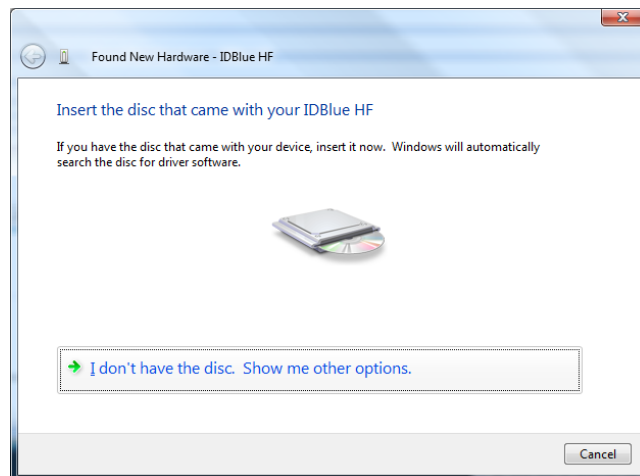 Found New Hardware - IDBlue HF
Insert the disc that came with your IDBlue HF
If you have the disc that came with your device, insert it now.  Windows will automatically
search the disc for driver software.
I don't have the disc.  Show me other options.
Cancel